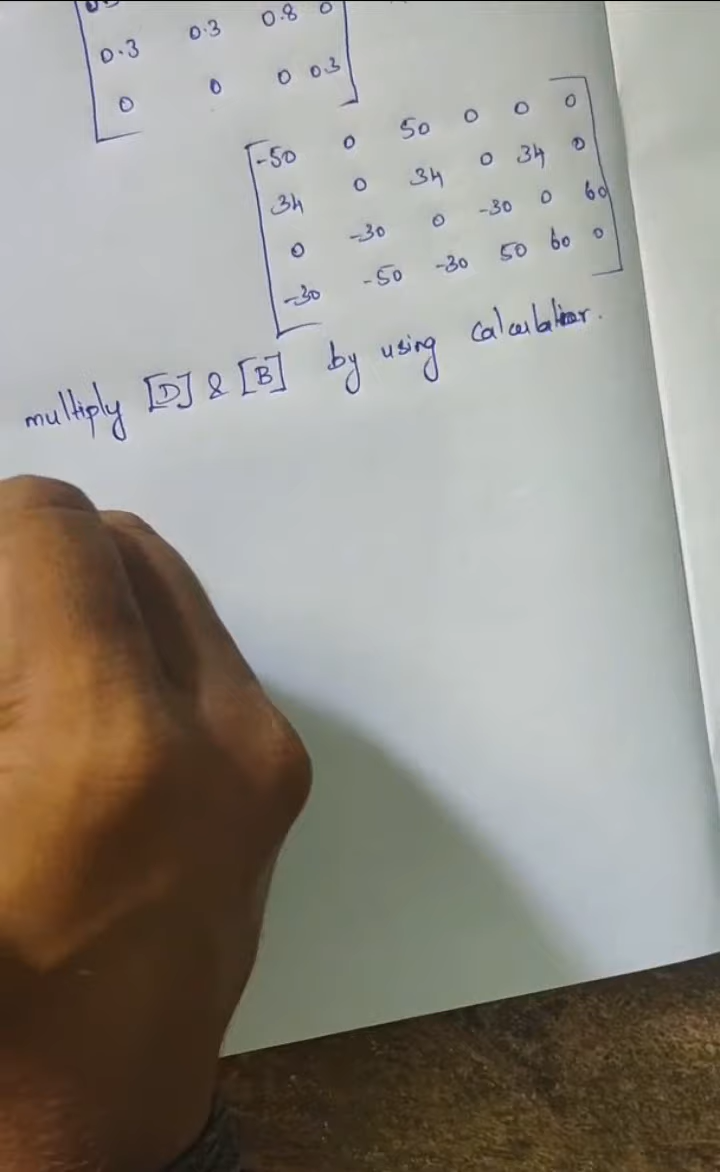 0.3 0.3 0.8 0
0 0 0 0.3
-50 0 50 0 0 0
34 0 34 0 34 0
0 -30 0 -30 0 60
-30 -50 -30 50 60 0
multiply [D] & [B] by using